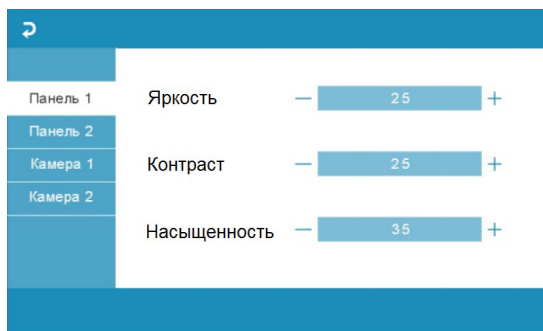 Панель 1
Панель 2
Камера 1
Камера 2
Яркость — 25 +
Контраст — 25 +
Насыщенность — 35 +